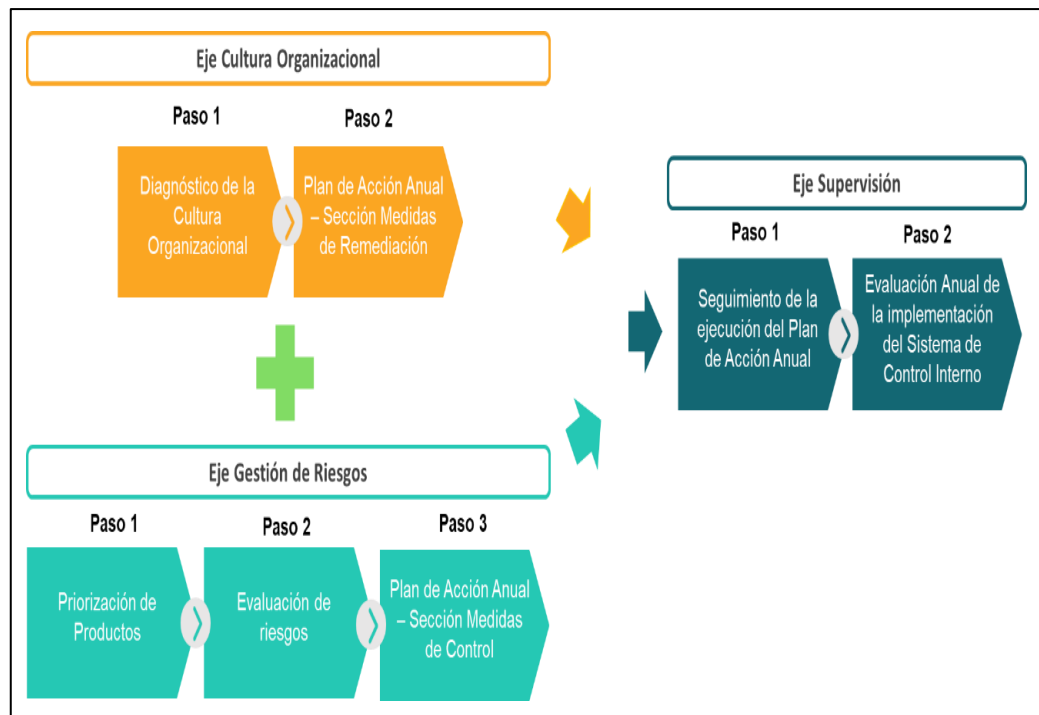 Eje Cultura Organizacional
Paso 1
Diagnóstico de la
Cultura
Organizacional
Paso 2
Plan de Acción Anual
– Sección Medidas
de Remediación
Eje Gestión de Riesgos
Paso 1
Priorización de
Productos
Paso 2
Evaluación de
riesgos
Paso 3
Plan de Acción Anual
– Sección Medidas
de Control
Eje Supervisión
Paso 1
Seguimiento de la
ejecución del Plan
de Acción Anual
Paso 2
Evaluación Anual de
la implementación
del Sistema de
Control Interno